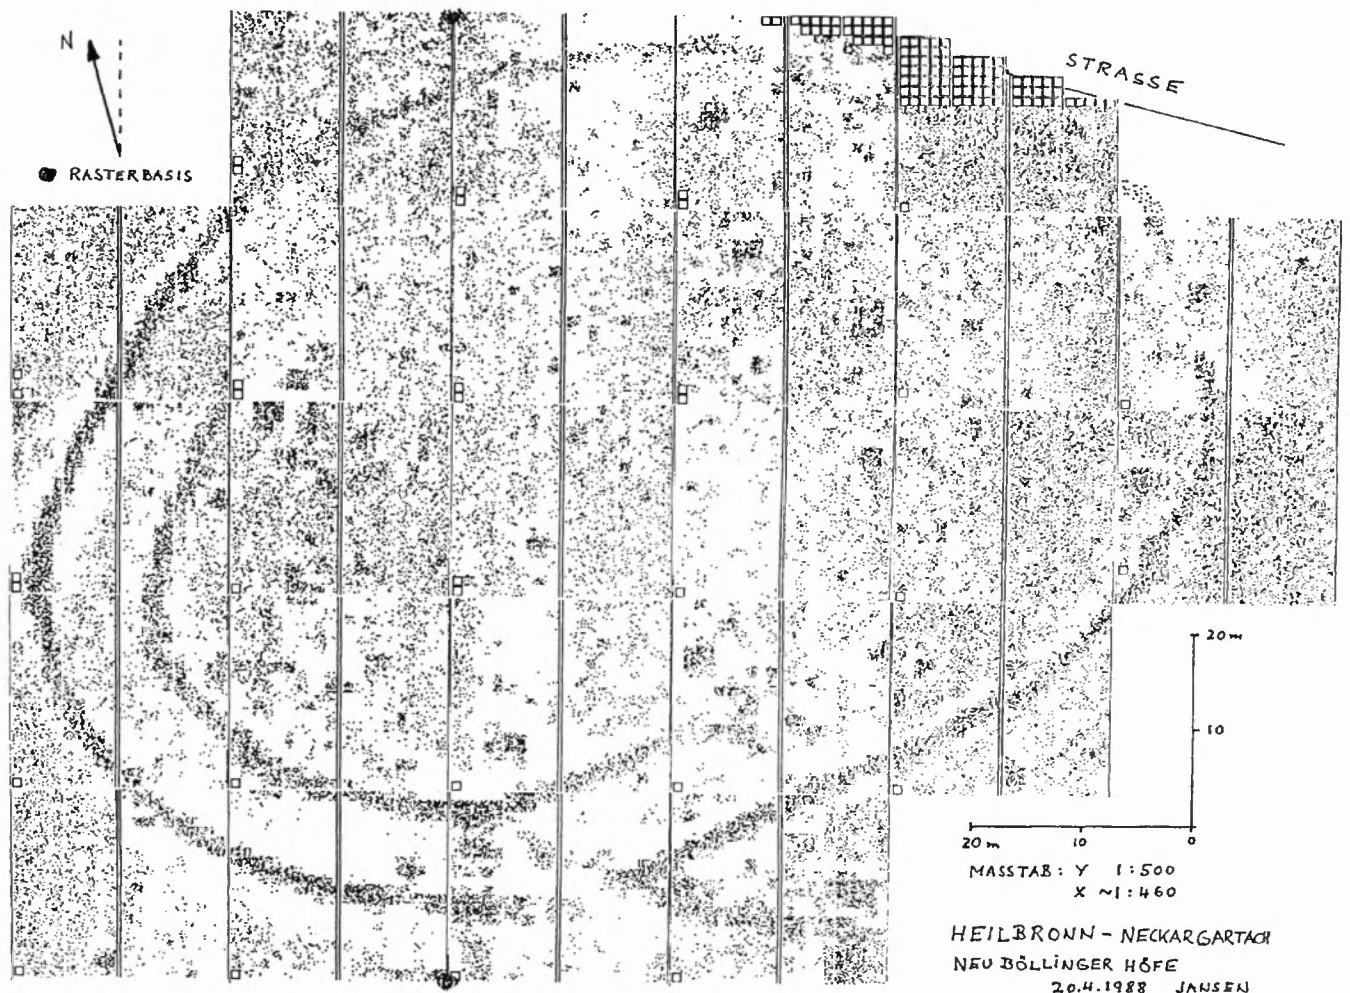 N
RASTERBASIS
STRASSE
20 m
10
20 m 10 0
MASSTAB: Y 1:500
X ~1:460
HEILBRONN - NECKARGARTACH
NEU BÖLLINGER HÖFE
20.4.1988 JANSEN